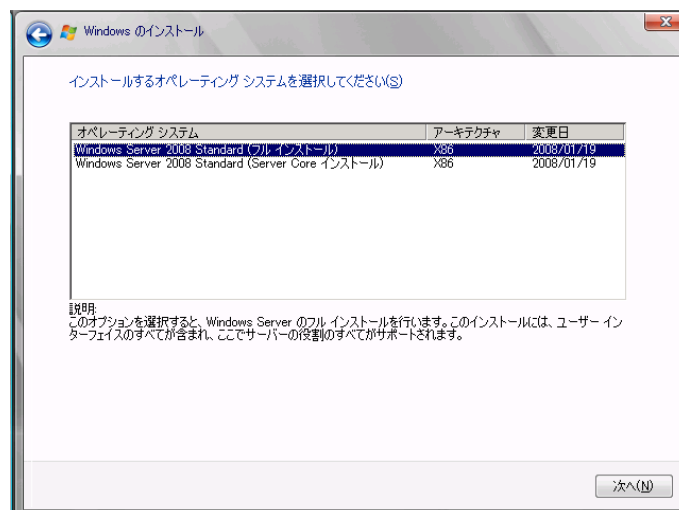 Windows のインストール
インストールするオペレーティング システムを選択してください(S)
オペレーティング システム アーキテクチャ 変更日
Windows Server 2008 Standard (フル インストール) X86 2008/01/19
Windows Server 2008 Standard (Server Core インストール) X86 2008/01/19
説明:
このオプションを選択すると、Windows Server のフル インストールを行います。このインストールには、ユーザー イン
ターフェイスのすべてが含まれ、ここでサーバーの役割のすべてがサポートされます。
次へ(N)